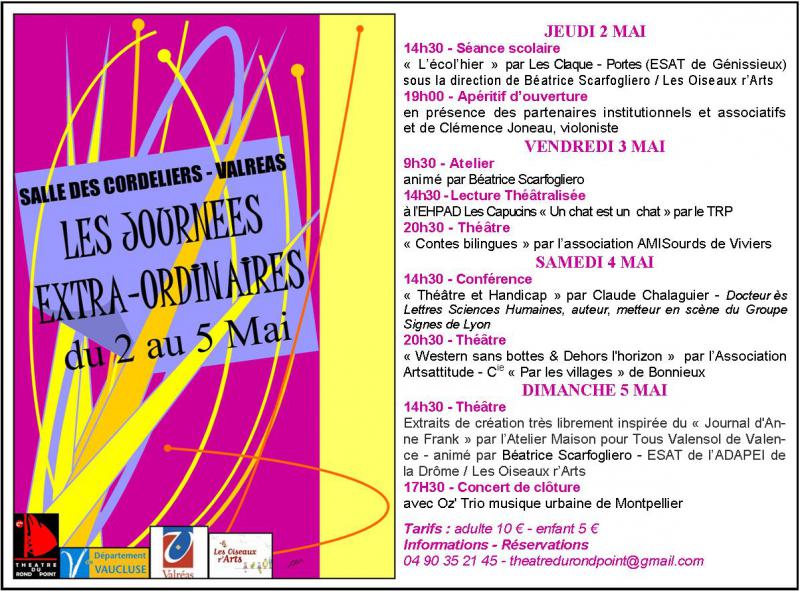 SALLE DES CORDELIERS - VALREAS
LES JOURNEES
EXTRA-ORDINAIRES
du 2 au 5 Mai
THEATRE DU
ROND POINT
Département
de VAUCLUSE
Valréas
Les Oiseaux
r'Arts
JEUDI 2 MAI
14h30 - Séance scolaire
« L'écol'hier » par Les Claque - Portes (ESAT de Génissieux)
sous la direction de Béatrice Scarfogliero / Les Oiseaux r'Arts
19h00 - Apéritif d'ouverture
en présence des partenaires institutionnels et associatifs
et de Clémence Joneau, violoniste
VENDREDI 3 MAI
9h30 - Atelier
animé par Béatrice Scarfogliero
14h30 - Lecture Théâtralisée
à l'EHPAD Les Capucins « Un chat est un chat » par le TRP
20h30 - Théâtre
« Contes bilingues » par l'association AMISourds de Viviers
SAMEDI 4 MAI
14h30 - Conférence
« Théâtre et Handicap » par Claude Chalaguier - Docteur ès
Lettres Sciences Humaines, auteur, metteur en scène du Groupe
Signes de Lyon
20h30 - Théâtre
« Western sans bottes & Dehors l'horizon » par l'Association
Artsattitude - Cie « Par les villages » de Bonnieux
DIMANCHE 5 MAI
14h30 - Théâtre
Extraits de création très librement inspirée du « Journal d'An-
ne Frank » par l'Atelier Maison pour Tous Valensol de Valen-
ce - animé par Béatrice Scarfogliero - ESAT de l'ADAPEI de
la Drôme / Les Oiseaux r'Arts
17H30 - Concert de clôture
avec Oz' Trio musique urbaine de Montpellier
Tarifs : adulte 10 € - enfant 5 €
Informations - Réservations
04 90 35 21 45 - theatredurondpoint@gmail.com